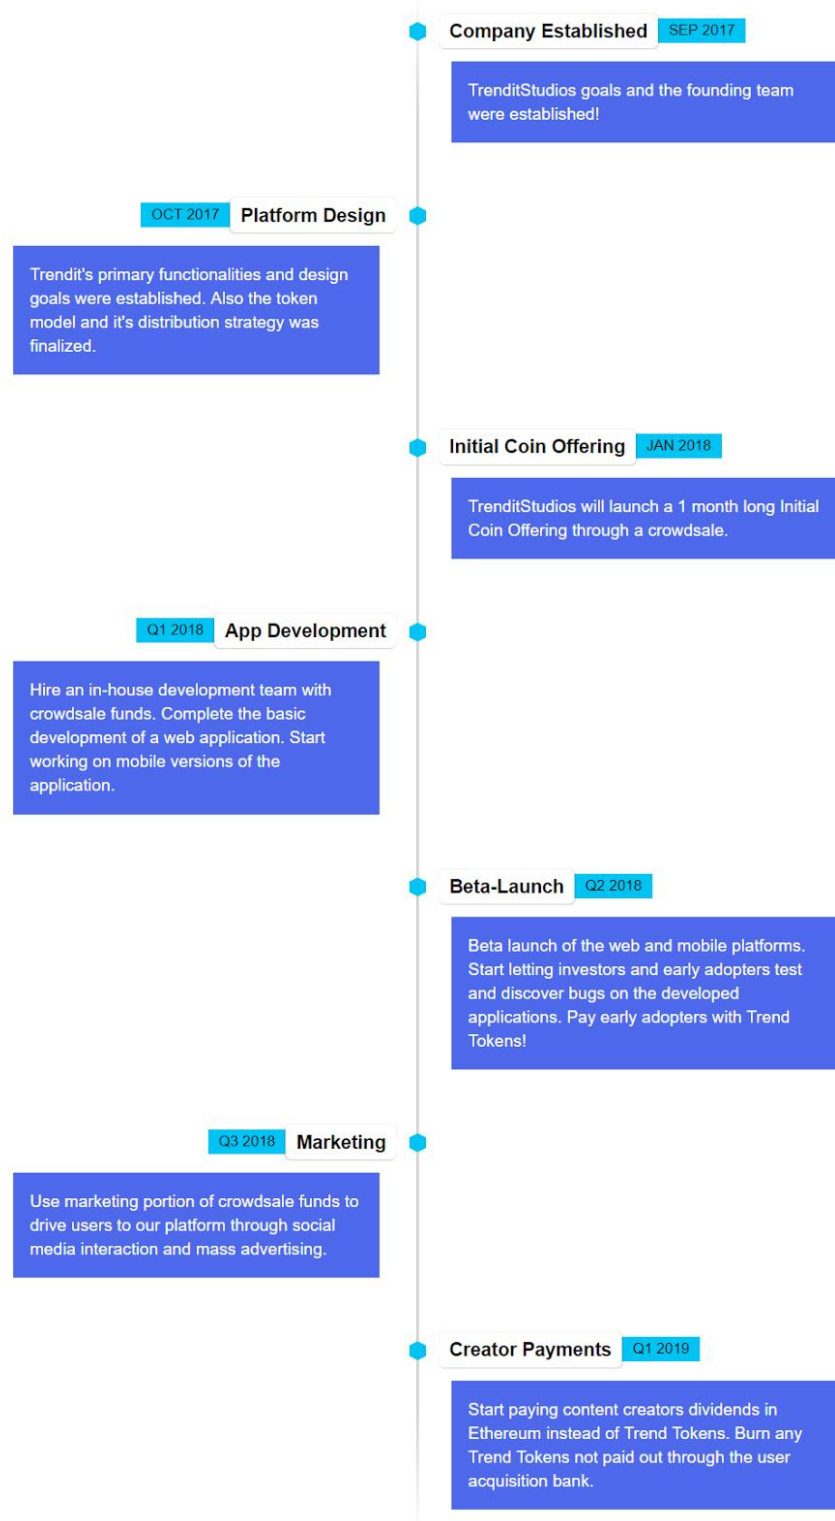 Company Established SEP 2017
TrenditStudios goals and the founding team
were established!
OCT 2017 Platform Design
Trendit's primary functionalities and design
goals were established. Also the token
model and it's distribution strategy was
finalized.
Initial Coin Offering JAN 2018
TrenditStudios will launch a 1 month long Initial
Coin Offering through a crowdsale.
Q1 2018 App Development
Hire an in-house development team with
crowdsale funds. Complete the basic
development of a web application. Start
working on mobile versions of the
application.
Beta-Launch Q2 2018
Beta launch of the web and mobile platforms.
Start letting investors and early adopters test
and discover bugs on the developed
applications. Pay early adopters with Trend
Tokens!
Q3 2018 Marketing
Use marketing portion of crowdsale funds to
drive users to our platform through social
media interaction and mass advertising.
Creator Payments Q1 2019
Start paying content creators dividends in
Ethereum instead of Trend Tokens. Burn any
Trend Tokens not paid out through the user
acquisition bank.